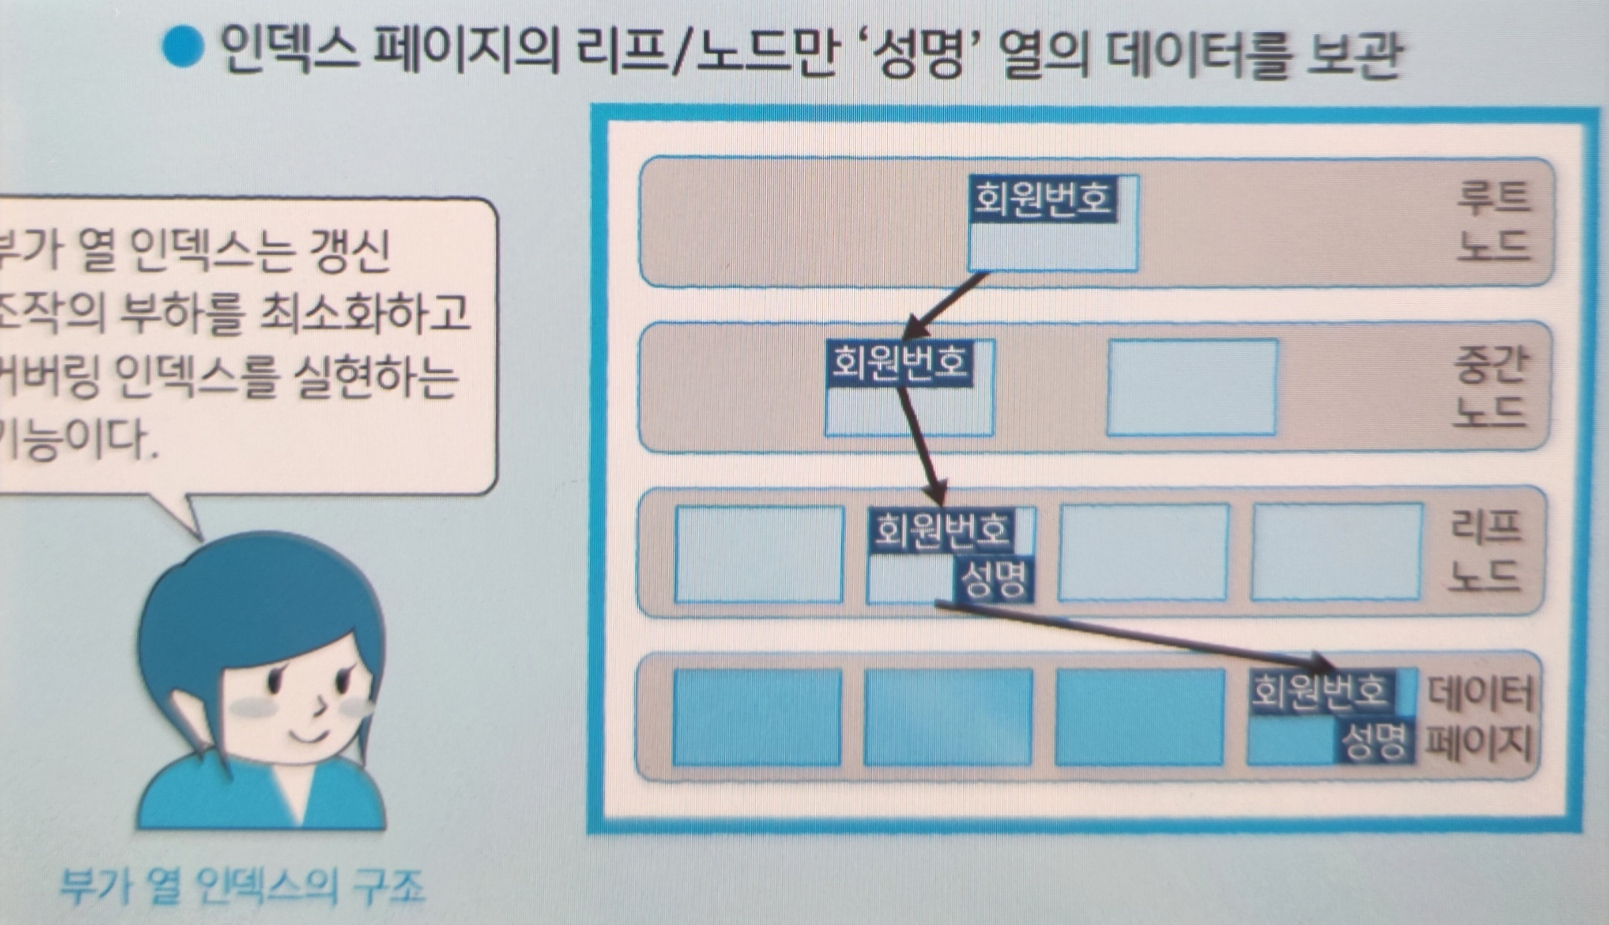 ● 인덱스 페이지의 리프/노드만 ‘성명’ 열의 데이터를 보관
부가 열 인덱스는 갱신
조작의 부하를 최소화하고
커버링 인덱스를 실현하는
기능이다.
회원번호
루트
노드
회원번호
중간
노드
회원번호
성명
리프
노드
회원번호
성명
데이터
페이지
부가 열 인덱스의 구조